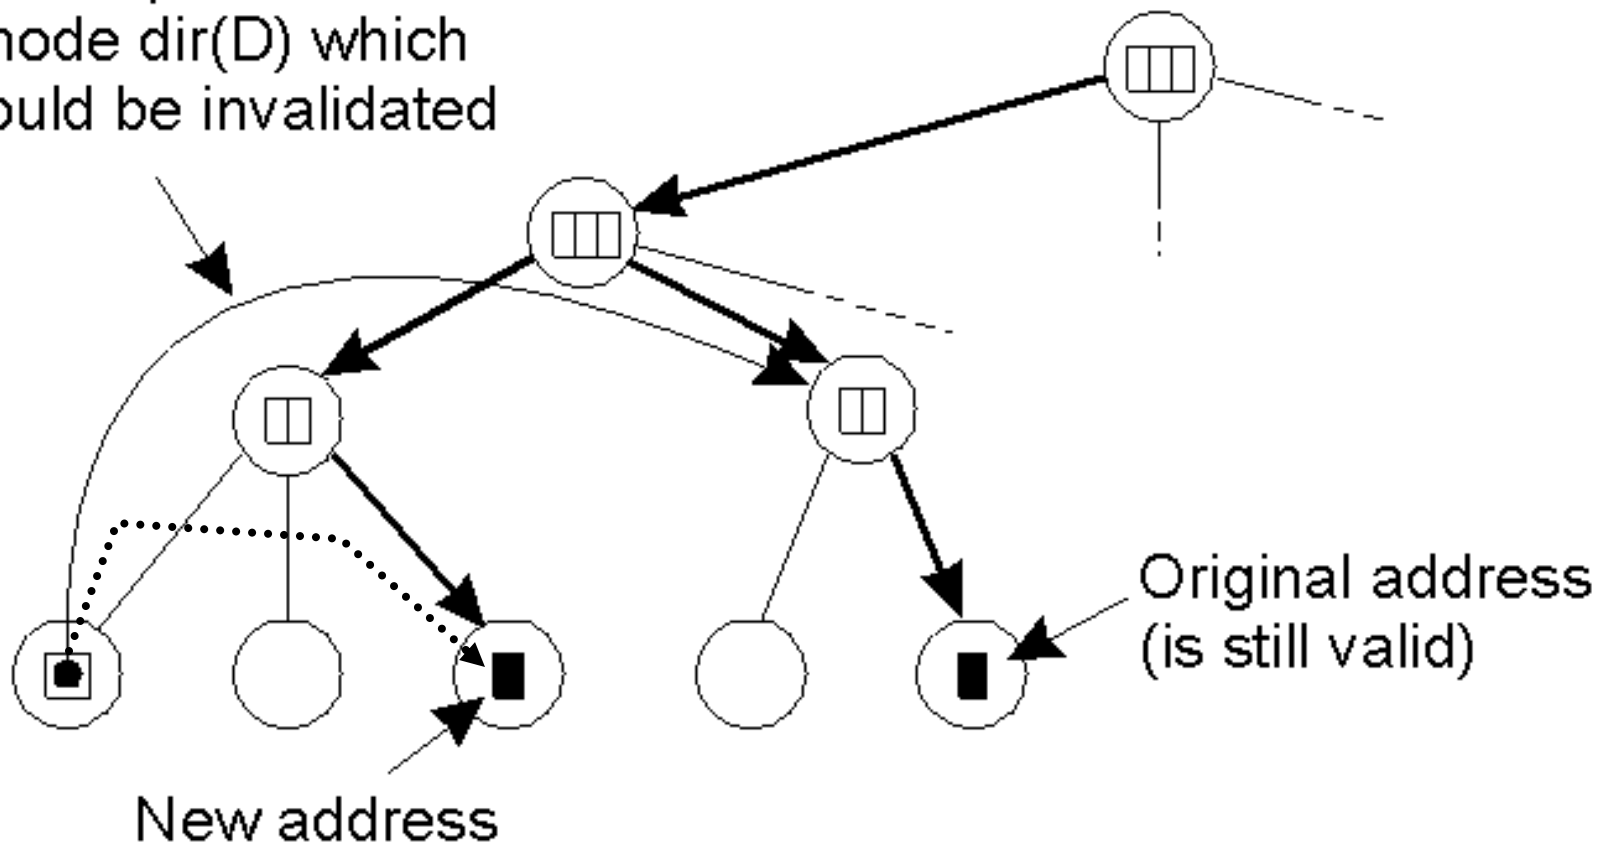 node dir(D) which
ould be invalidated
Original address
(is still valid)
New address